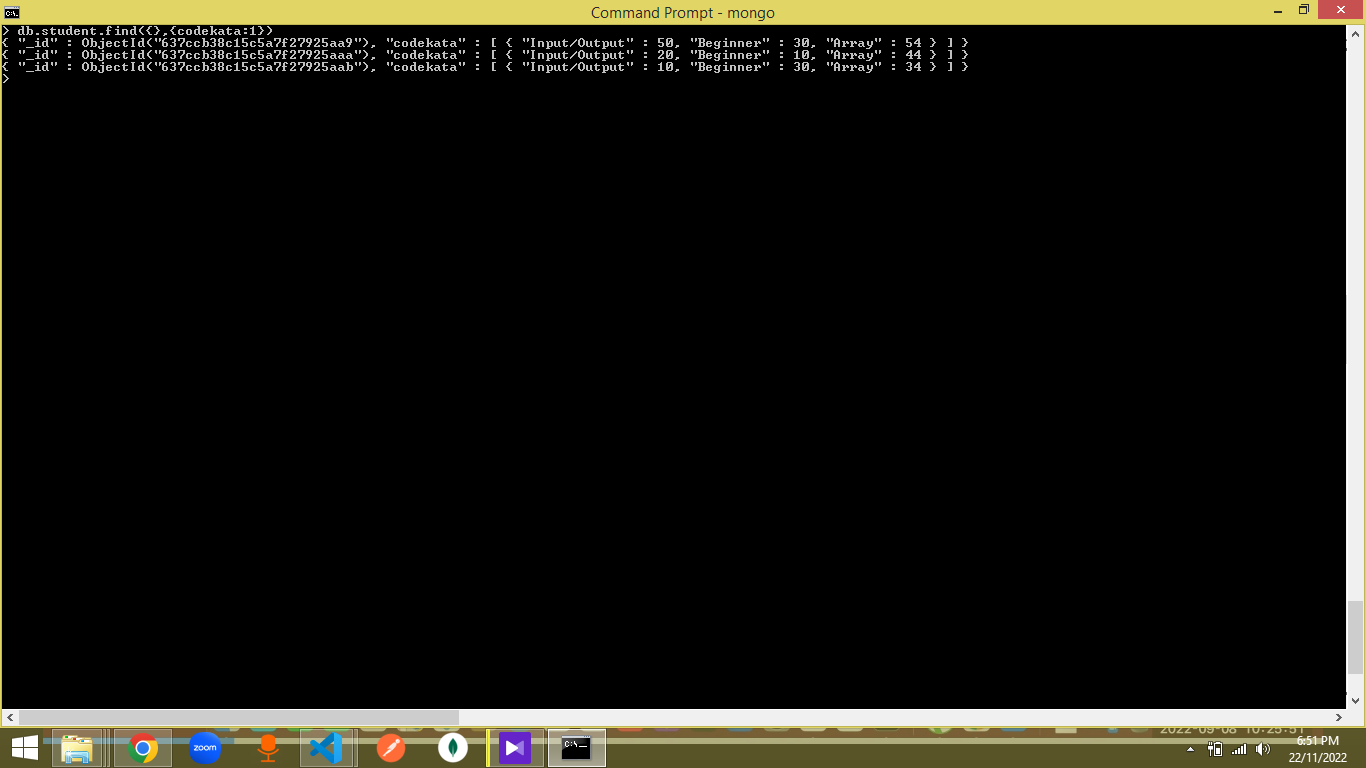 Command Prompt - mongo
> db.student.find({},{codekata:1})
{ "_id" : ObjectId("637ccb38c15c5a7f27925aa9"), "codekata" : [ { "Input/Output" : 50, "Beginner" : 30, "Array" : 54 } ] }
{ "_id" : ObjectId("637ccb38c15c5a7f27925aaa"), "codekata" : [ { "Input/Output" : 20, "Beginner" : 10, "Array" : 44 } ] }
{ "_id" : ObjectId("637ccb38c15c5a7f27925aab"), "codekata" : [ { "Input/Output" : 10, "Beginner" : 30, "Array" : 34 } ] }
>
2022-09-08 10:25:51
zoom
C:\.
6:51 PM
22/11/2022